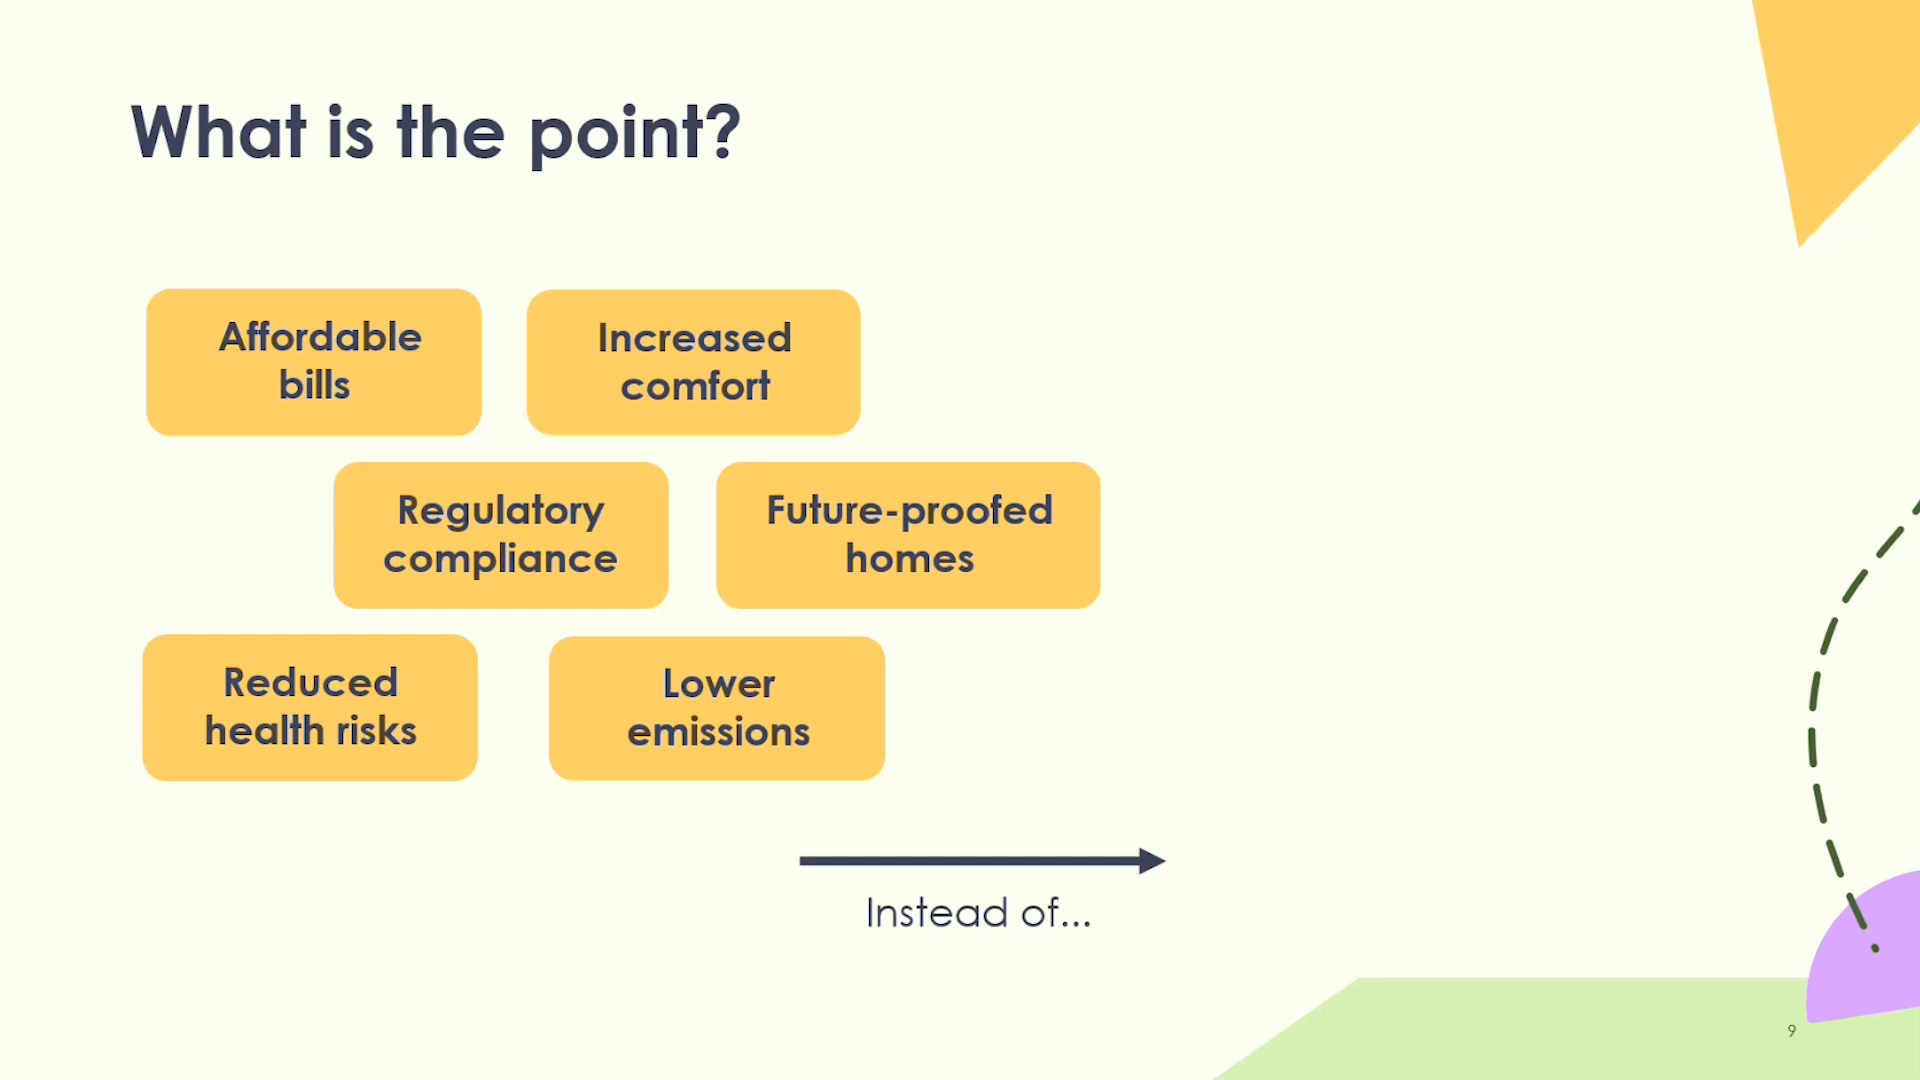 What is the point?
Affordable
bills
Increased
comfort
Regulatory
compliance
Future-proofed
homes
Reduced
health risks
Lower
emissions
Instead of...
9